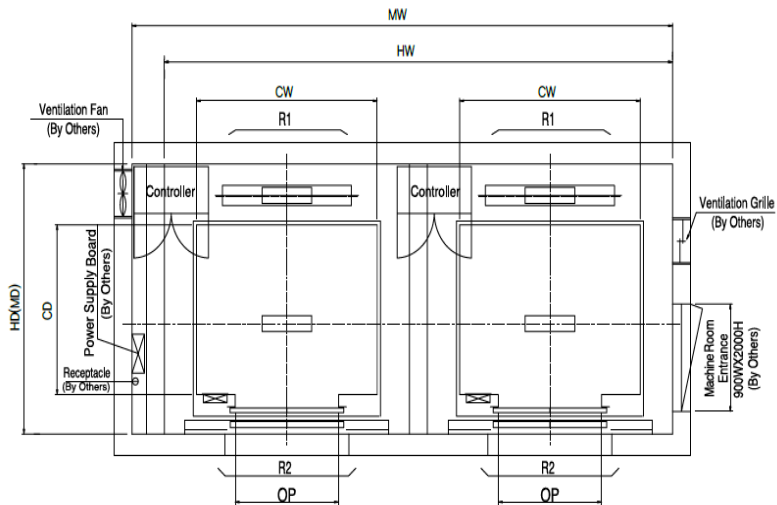 MW
HW
CW
CW
R1
R1
Ventilation Fan
(By Others)
Controller
Controller
Ventilation Grille
(By Others)
HD(MD)
CD
Power Supply Board
(By Others)
Receptacle
(By Others)
Machine Room
Entrance
900WX2000H
(By Others)
R2
R2
OP
OP